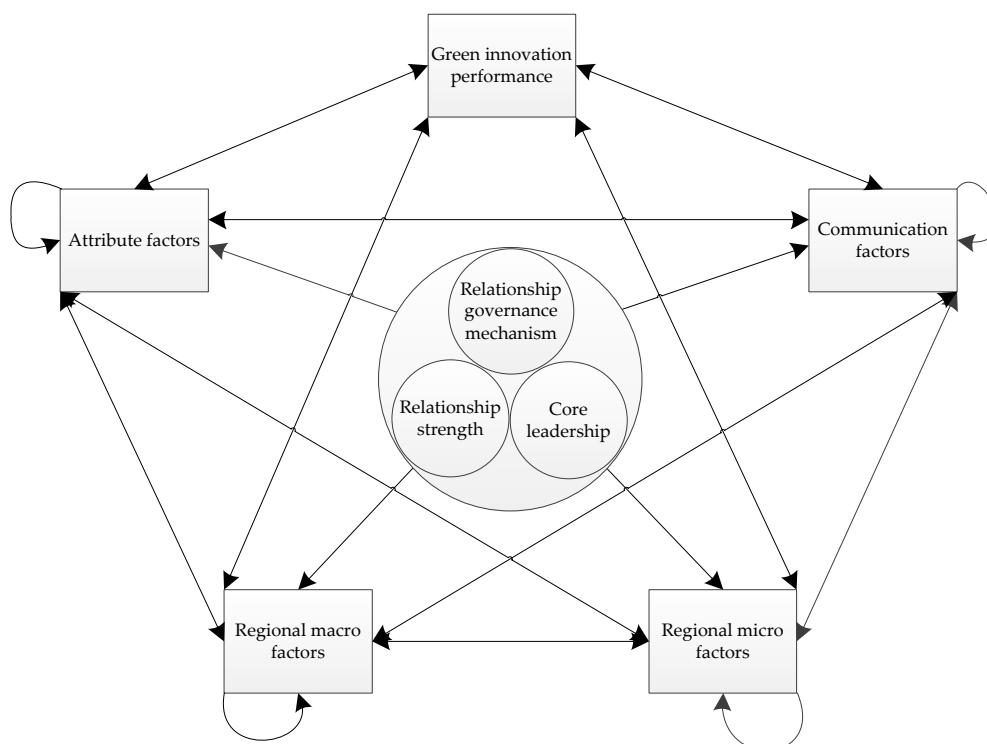 Green innovation
performance
Attribute factors
Communication
factors
Relationship
governance
mechanism
Relationship
strength
Core
leadership
Regional macro
factors
Regional micro
factors